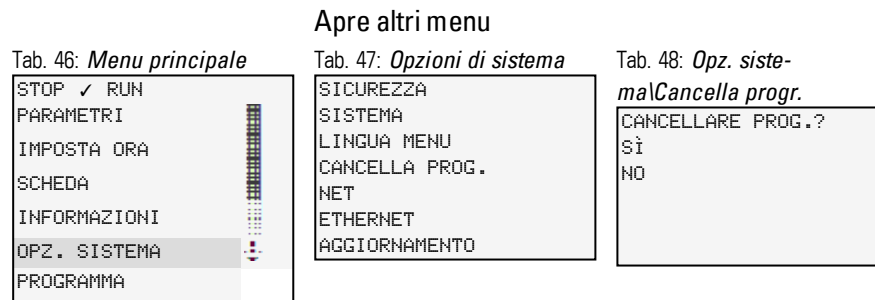 Apre altri menu
Tab. 46: Menu principale
STOP ✓ RUN
PARAMETRI
IMPOSTA ORA
SCHEDA
INFORMAZIONI
OPZ. SISTEMA
PROGRAMMA
Tab. 47: Opzioni di sistema
SICUREZZA
SISTEMA
LINGUA MENU
CANCELLA PROG.
NET
ETHERNET
AGGIORNAMENTO
Tab. 48: Opz. siste-
ma\Cancella progr.
CANCELLARE PROG.?
SÌ
NO